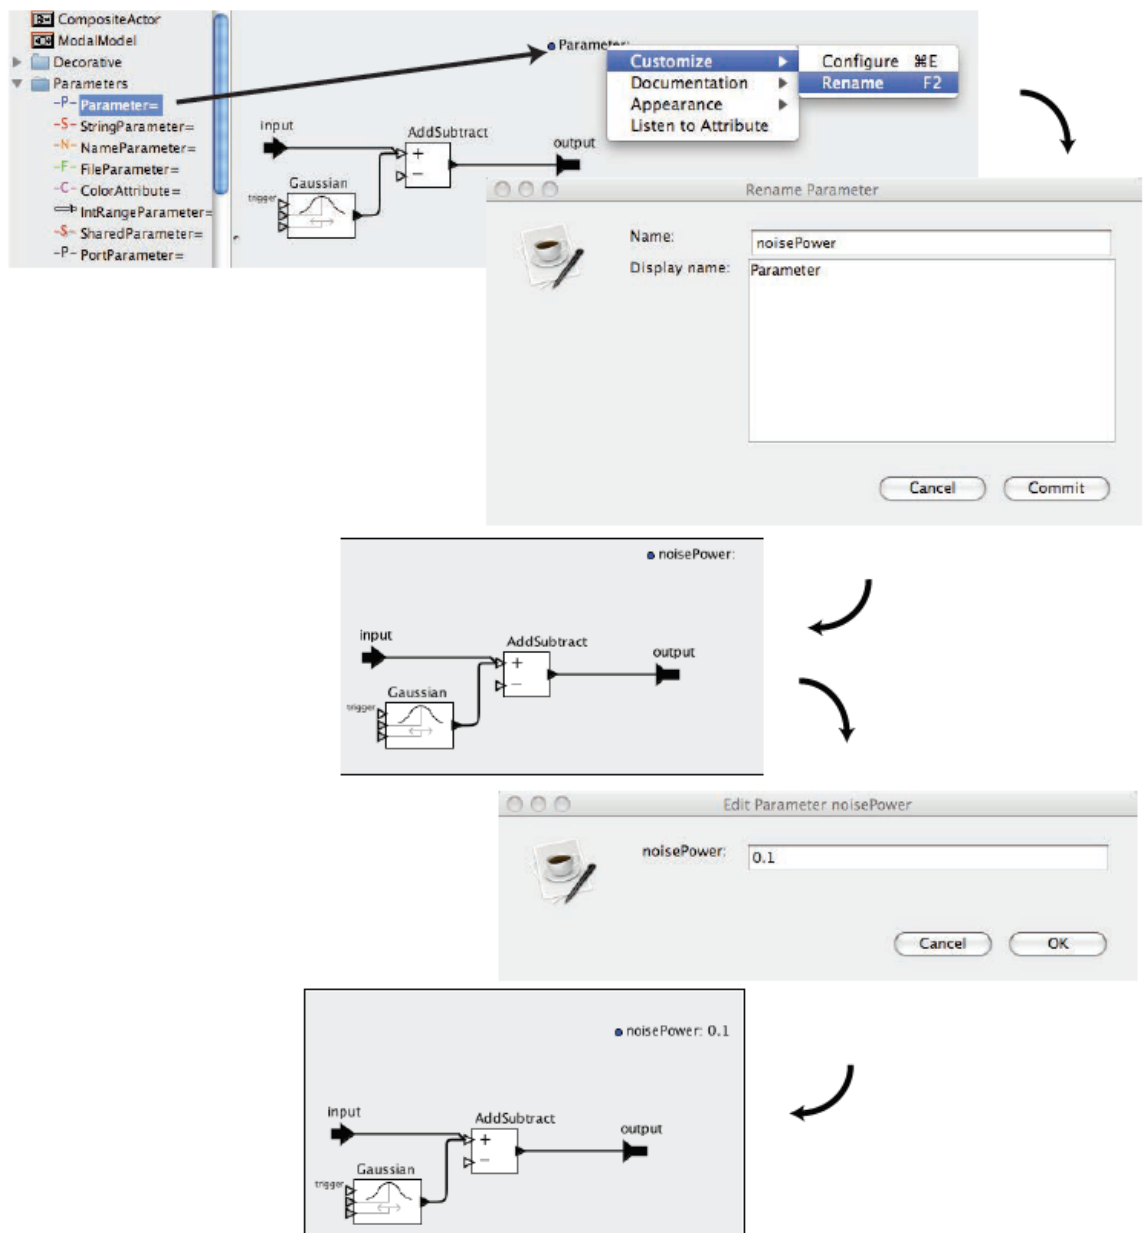 CompositeActor
ModalModel
Decorative
Parameters
-P- Parameter=
-S- StringParameter=
-N- NameParameter=
-F- FileParameter=
-C- ColorAttribute=
IntRangeParameter=
-S- SharedParameter=
-P- PortParameter=
Parameter:
Customize
Documentation
Appearance
Listen to Attribute
Configure ⌘E
Rename F2
input
AddSubtract
+
−
output
Gaussian
trigger
Rename Parameter
Name: noisePower
Display name: Parameter
Cancel Commit
noisePower:
input
AddSubtract
+
−
output
Gaussian
trigger
Edit Parameter noisePower
noisePower: 0.1
Cancel OK
noisePower: 0.1
input
AddSubtract
+
−
output
Gaussian
trigger